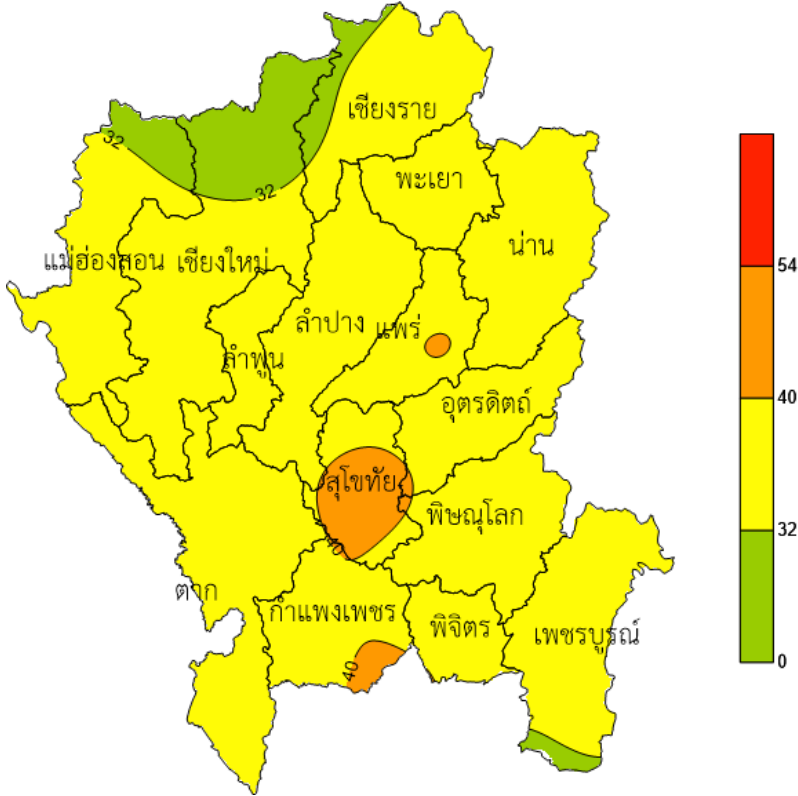 เชียงราย
32
พะเยา
32
น่าน
แม่ฮ่องสอน เชียงใหม่
54
ลำปาง แพร่
ลำพูน
40
อุตรดิตถ์
สุโขทัย
พิษณุโลก
32
40
ตาก
กำแพงเพชร
พิจิตร
เพชรบูรณ์
0
40